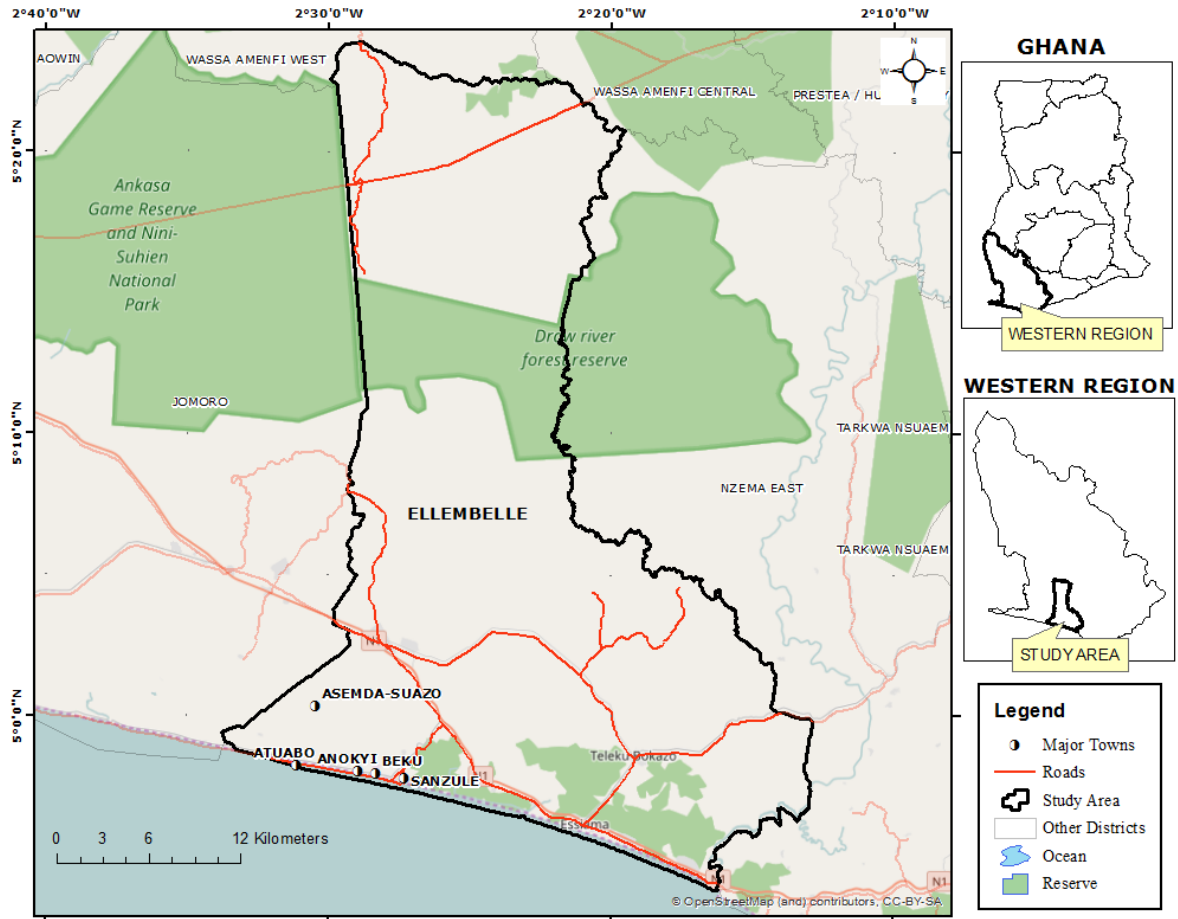 2°40'0"W
2°30'0"W
2°20'0"W
2°10'0"W
AOWIN
WASSA AMENFI WEST
N
W
E
S
WASSA AMENFI CENTRAL
PRESTEA / HU
Y
5°20'0"N
Ankasa
Game Reserve
and Nini-
Suhien
National
Park
Draw river
forest reserve
JOMORO
5°10'0"N
TARKWA NSUAEM
NZEMA EAST
ELLEMBELLE
TARKWA NSUAEM
N1
ASEMDA-SUAZO
5°0'0"N
ATUABO
ANOKYI
BEKU
SANZULE
N1
Teleku Bokazo
Essiama
0 3 6 12 Kilometers
N1
N1
© OpenStreetMap (and) contributors, CC-BY-SA
GHANA
WESTERN REGION
WESTERN REGION
STUDY AREA
Legend
Major Towns
Roads
Study Area
Other Districts
Ocean
Reserve